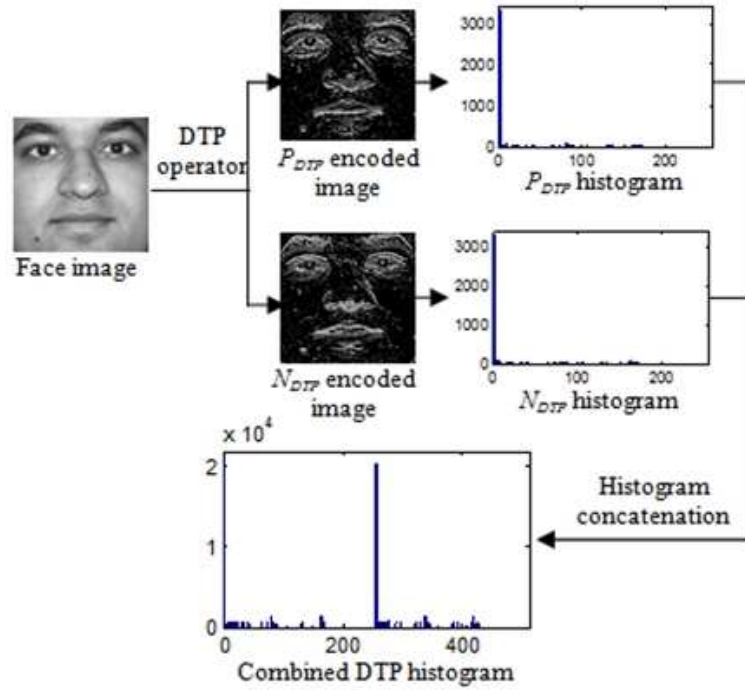 3000
2000
1000
0
0 100 200
P_DTP histogram
DTP
operator
P_DTP encoded
image
Face image
3000
2000
1000
0
0 100 200
N_DTP histogram
N_DTP encoded
image
x 10^4
2
1
0
0 200 400
Combined DTP histogram
Histogram
concatenation